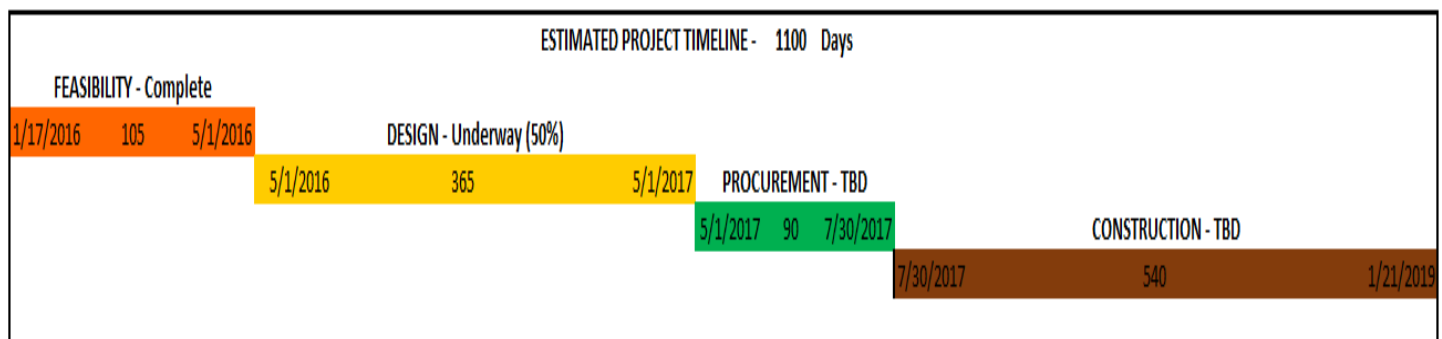 ESTIMATED PROJECT TIMELINE - 1100 Days
FEASIBILITY - Complete
1/17/2016 105 5/1/2016
DESIGN - Underway (50%)
5/1/2016 365 5/1/2017
PROCUREMENT - TBD
5/1/2017 90 7/30/2017
CONSTRUCTION - TBD
7/30/2017 540 1/21/2019